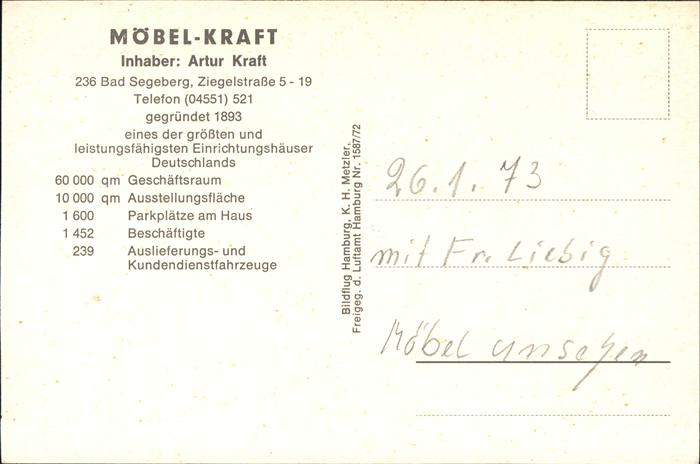 MÖBEL-KRAFT
Inhaber: Artur Kraft
236 Bad Segeberg, Ziegelstraße 5 - 19
Telefon (04551) 521
gegründet 1893
eines der größten und
leistungsfähigsten Einrichtungshäuser
Deutschlands
60 000 qm Geschäftsraum
10 000 qm Ausstellungsfläche
1 600 Parkplätze am Haus
1 452 Beschäftigte
239 Auslieferungs- und
Kundendienstfahrzeuge
Bildflug Hamburg, K. H. Metzler,
Freigeg. d. Luftamt Hamburg Nr. 1587/72
26.1.73
mit Fr. Liebig
Möbel ansehen